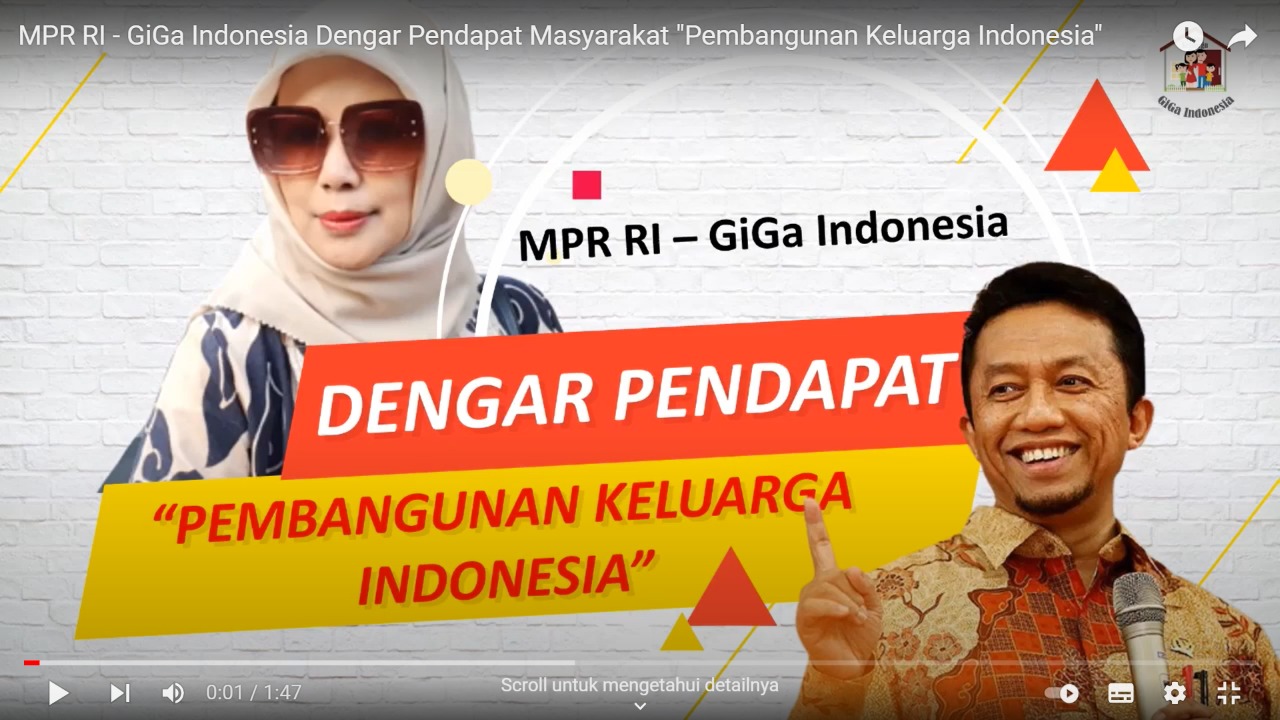 MPR RI - GiGa Indonesia Dengar Pendapat Masyarakat "Pembangunan Keluarga Indonesia"
GiGa Indonesia
MPR RI – GiGa Indonesia
DENGAR PENDAPAT
“PEMBANGUNAN KELUARGA
INDONESIA”
0:01 / 1:47
Scroll untuk mengetahui detailnya